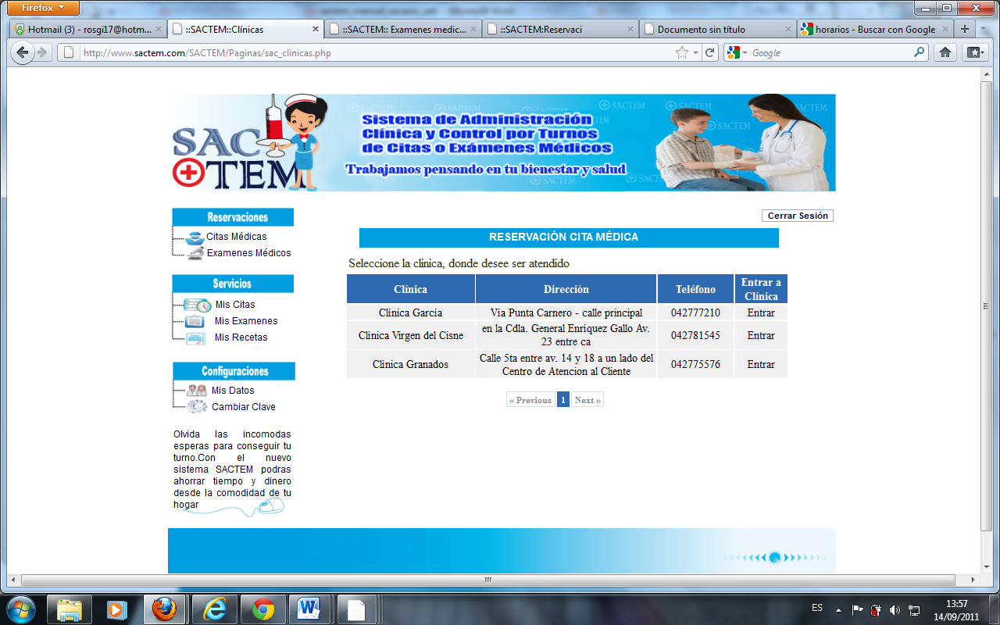 Firefox
Hotmail (3) - rosgi17@hotm...
::SACTEM::Clínicas
::SACTEM:: Examenes medic...
::SACTEM:Reservaci
Documento sin título
horarios - Buscar con Google
http://www.sactem.com/SACTEM/Paginas/sac_clinicas.php
Google
SACTEM
Sistema de Administración
Clínica y Control por Turnos
de Citas o Exámenes Médicos
Trabajamos pensando en tu bienestar y salud
Cerrar Sesión
Reservaciones
Citas Médicas
Examenes Médicos
Servicios
Mis Citas
Mis Examenes
Mis Recetas
Configuraciones
Mis Datos
Cambiar Clave
Olvida las incomodas
esperas para conseguir tu
turno.Con el nuevo
sistema SACTEM podras
ahorrar tiempo y dinero
desde la comodidad de tu
hogar
RESERVACIÓN CITA MÉDICA
Seleccione la clínica, donde desee ser atendido
Clínica Dirección Teléfono Entrar a Clínica
Clinica Garcia Via Punta Carnero - calle principal 042777210 Entrar
Clinica Virgen del Cisne en la Cdla. General Enriquez Gallo Av. 23 entre ca 042781545 Entrar
Clinica Granados Calle 5ta entre av. 14 y 18 a un lado del Centro de Atencion al Cliente 042775576 Entrar
« Previous 1 Next »
ES
13:57
14/09/2011